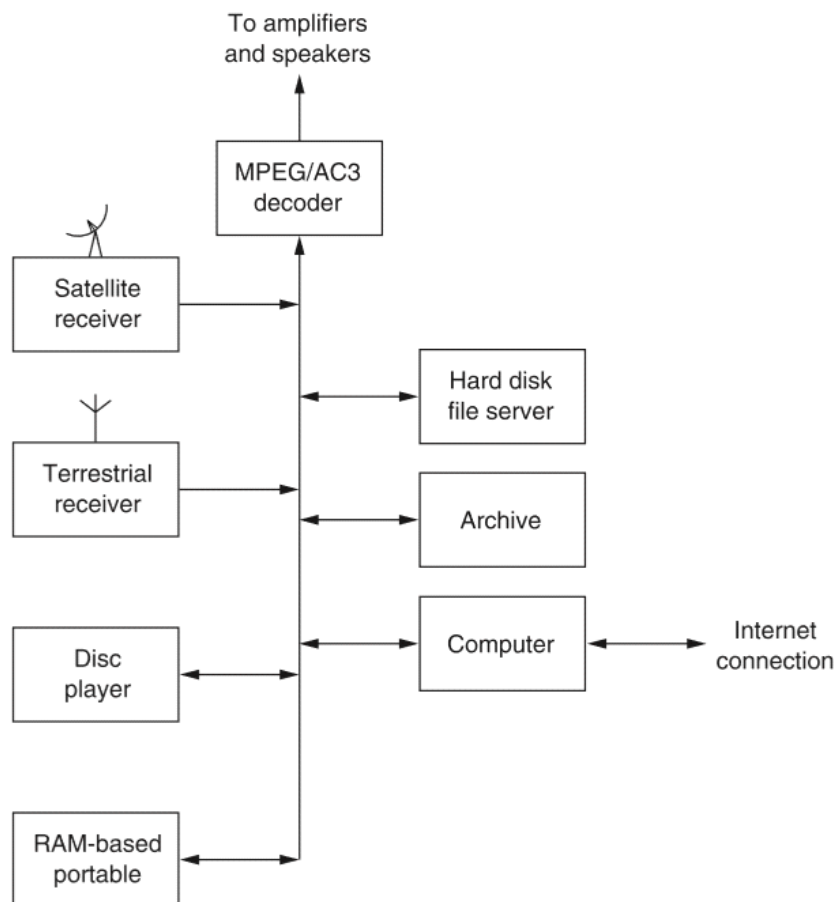 To amplifiers
and speakers
MPEG/AC3
decoder
Satellite
receiver
Hard disk
file server
Terrestrial
receiver
Archive
Computer
Internet
connection
Disc
player
RAM-based
portable